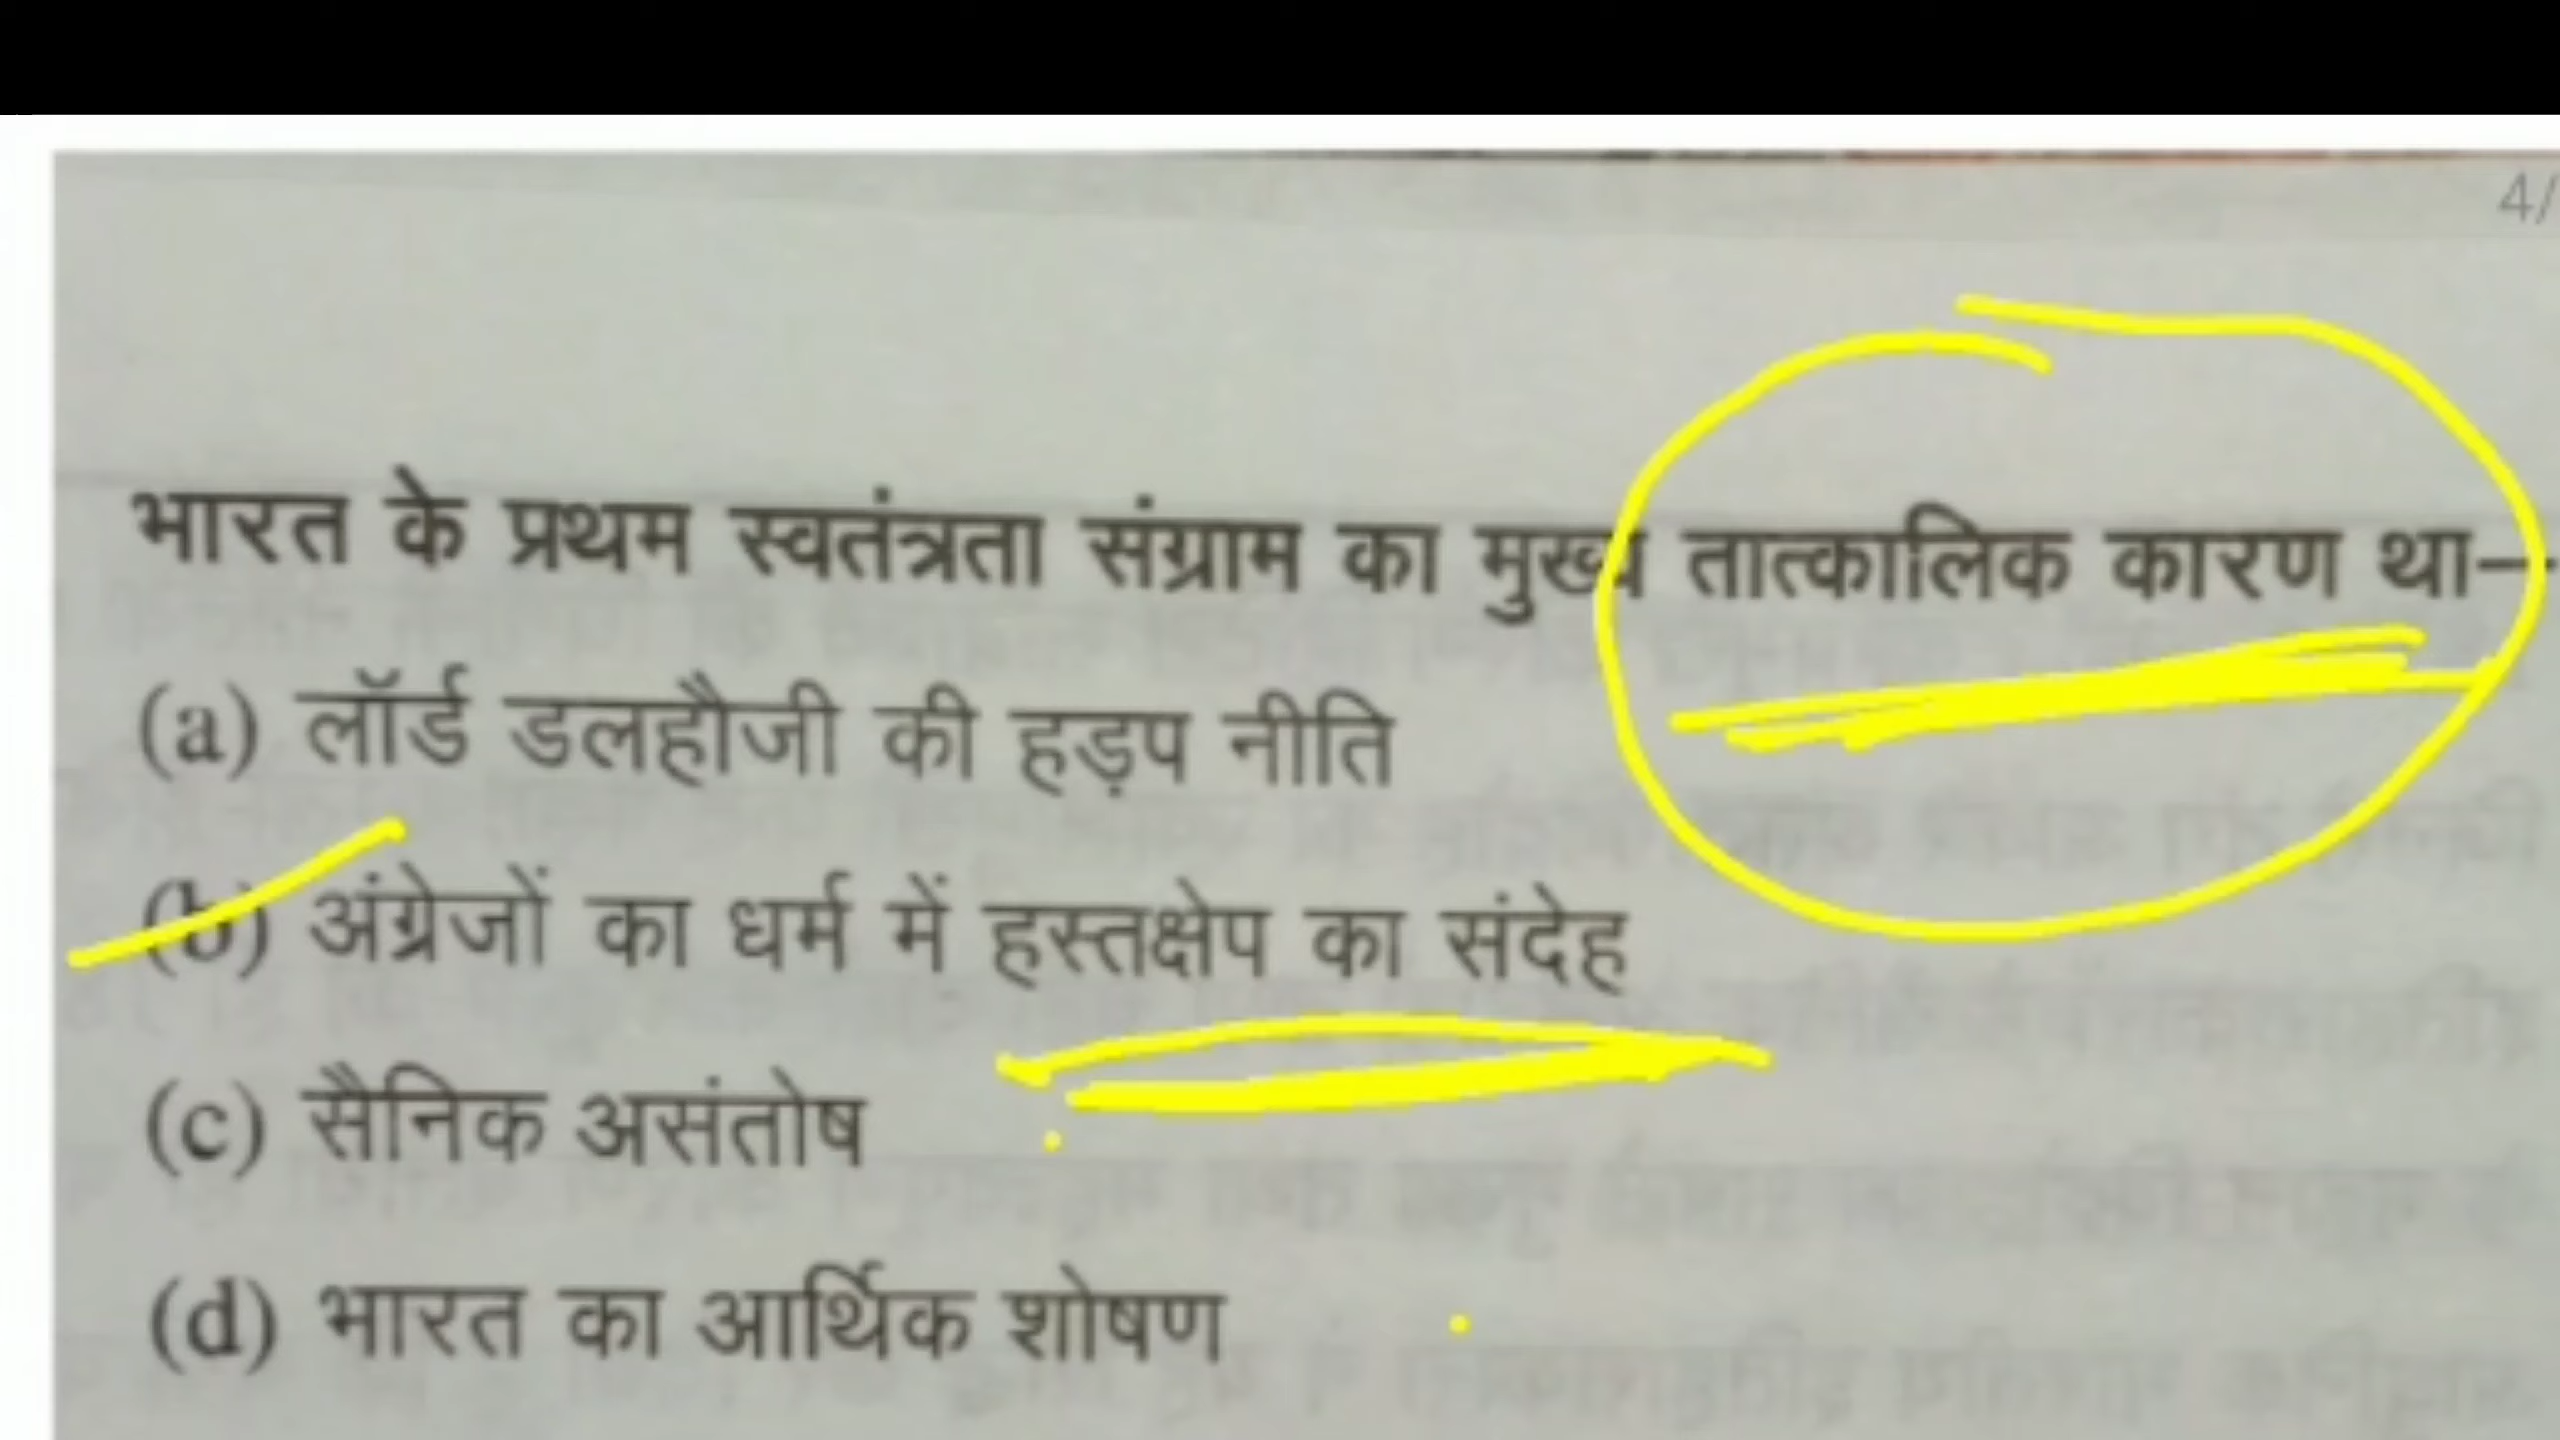 4/
भारत के प्रथम स्वतंत्रता संग्राम का मुख्य तात्कालिक कारण था—
(a) लॉर्ड डलहौजी की हड़प नीति
(b) अंग्रेजों का धर्म में हस्तक्षेप का संदेह
(c) सैनिक असंतोष
(d) भारत का आर्थिक शोषण